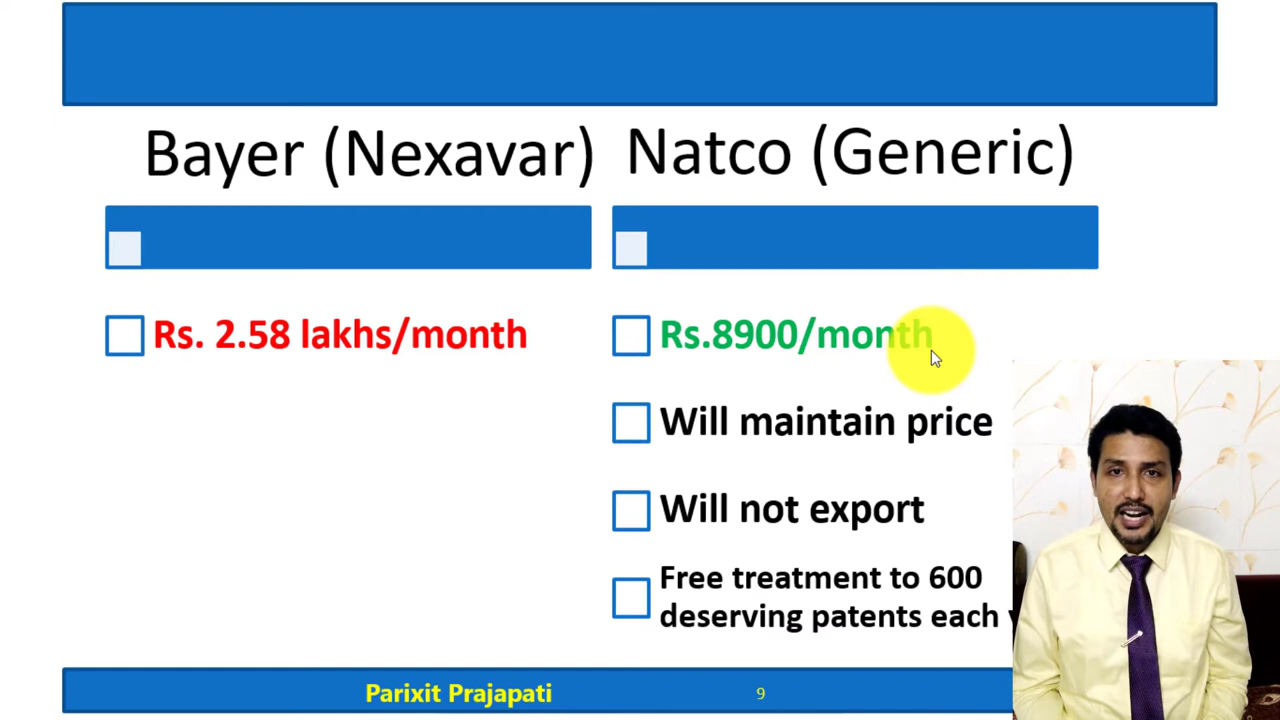 Bayer (Nexavar)
Natco (Generic)
Rs. 2.58 lakhs/month
Rs.8900/month
Will maintain price
Will not export
Free treatment to 600
deserving patents each
Parixit Prajapati
9